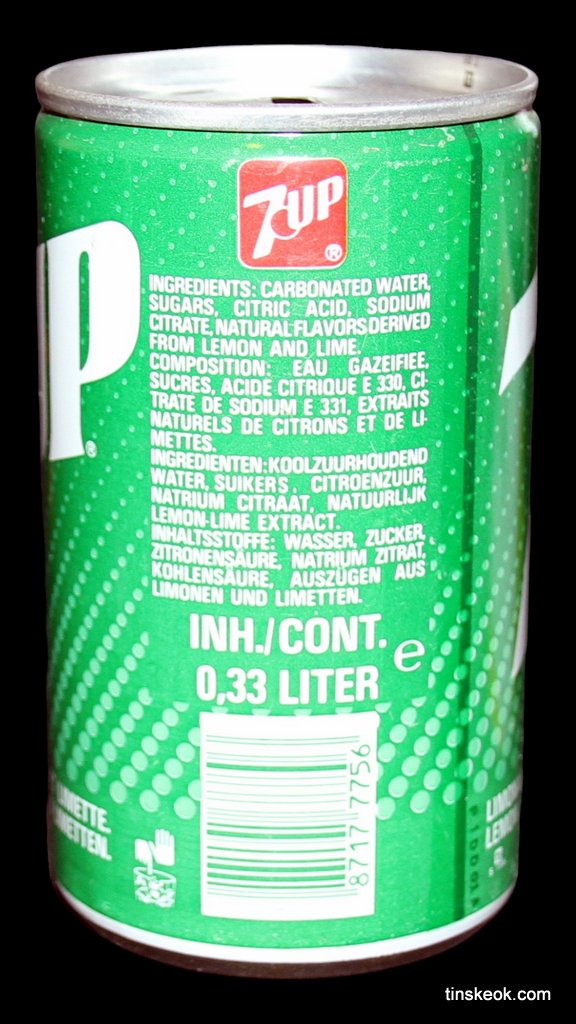 7UP®
INGREDIENTS: CARBONATED WATER,
SUGARS, CITRIC ACID, SODIUM
CITRATE, NATURAL FLAVORS DERIVED
FROM LEMON AND LIME.
COMPOSITION: EAU GAZEIFIEE,
SUCRES, ACIDE CITRIQUE E 330, CI-
TRATE DE SODIUM E 331, EXTRAITS
NATURELS DE CITRONS ET DE LI-
METTES.
INGREDIENTEN: KOOLZUURHOUDEND
WATER, SUIKERS, CITROENZUUR,
NATRIUM CITRAAT, NATUURLIJK
LEMON-LIME EXTRACT.
INHALTSSTOFFE: WASSER, ZUCKER,
ZITRONENSÄURE, NATRIUM ZITRAT,
KOHLENSÄURE, AUSZÜGEN AUS
LIMONEN UND LIMETTEN.
INH./CONT. e
0,33 LITER
8717 7756
P®
tinskeok.com